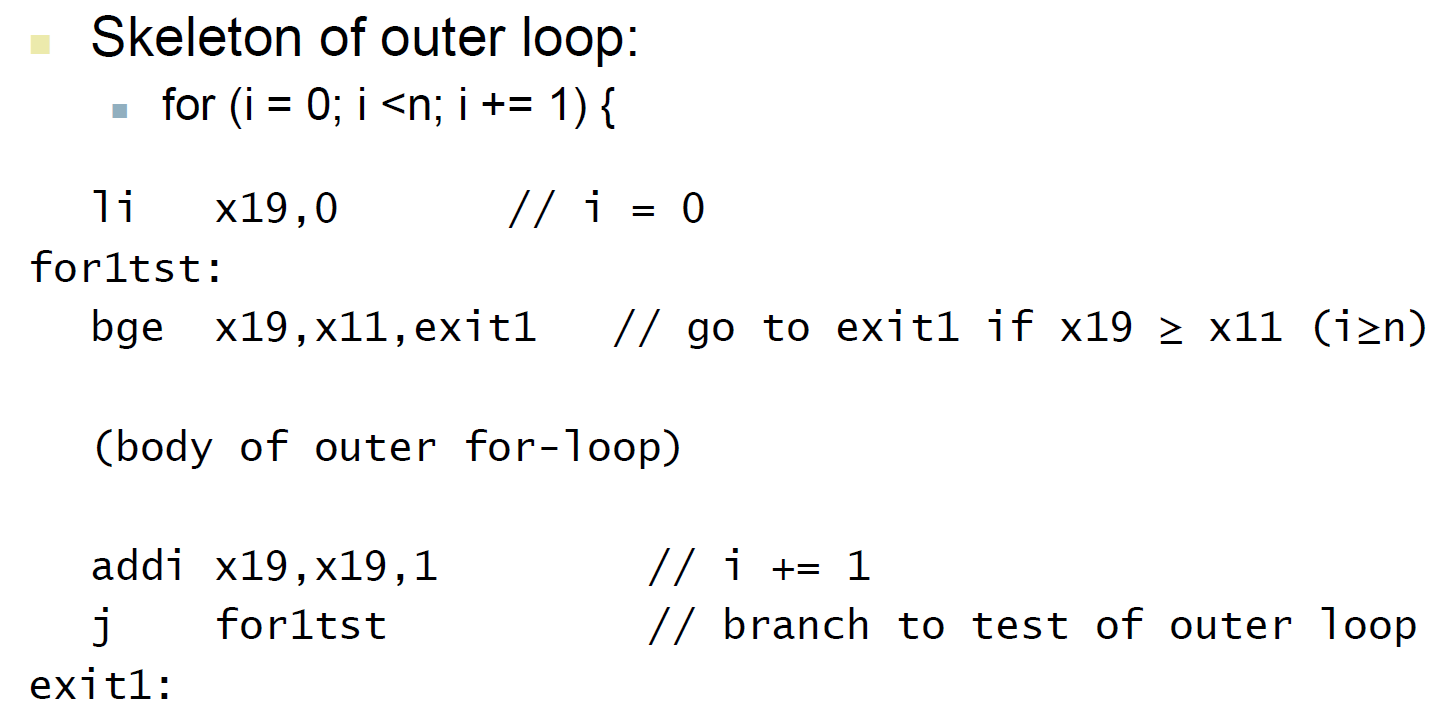 Skeleton of outer loop:
for (i = 0; i <n; i += 1) {
li x19,0 // i = 0
for1tst:
bge x19,x11,exit1 // go to exit1 if x19 ≥ x11 (i≥n)
(body of outer for-loop)
addi x19,x19,1 // i += 1
j for1tst // branch to test of outer loop
exit1: